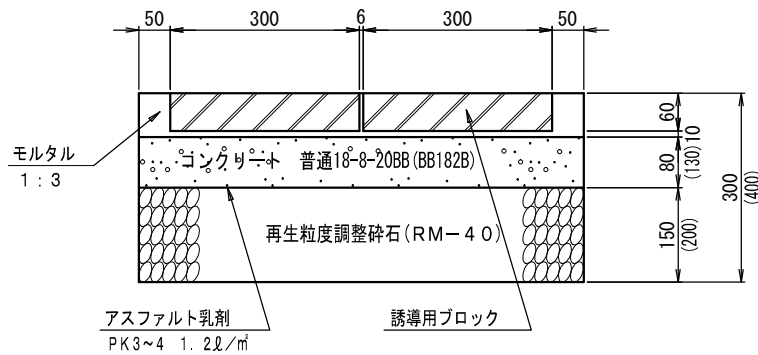 50 300 6 300 50
60
10
モルタル
1:3
コンクリート 普通18-8-20BB(BB182B)
80
(130)
300
(400)
再生粒度調整砕石(RM-40)
150
(200)
アスファルト乳剤
PK3~4 1.2ℓ/㎡
誘導用ブロック